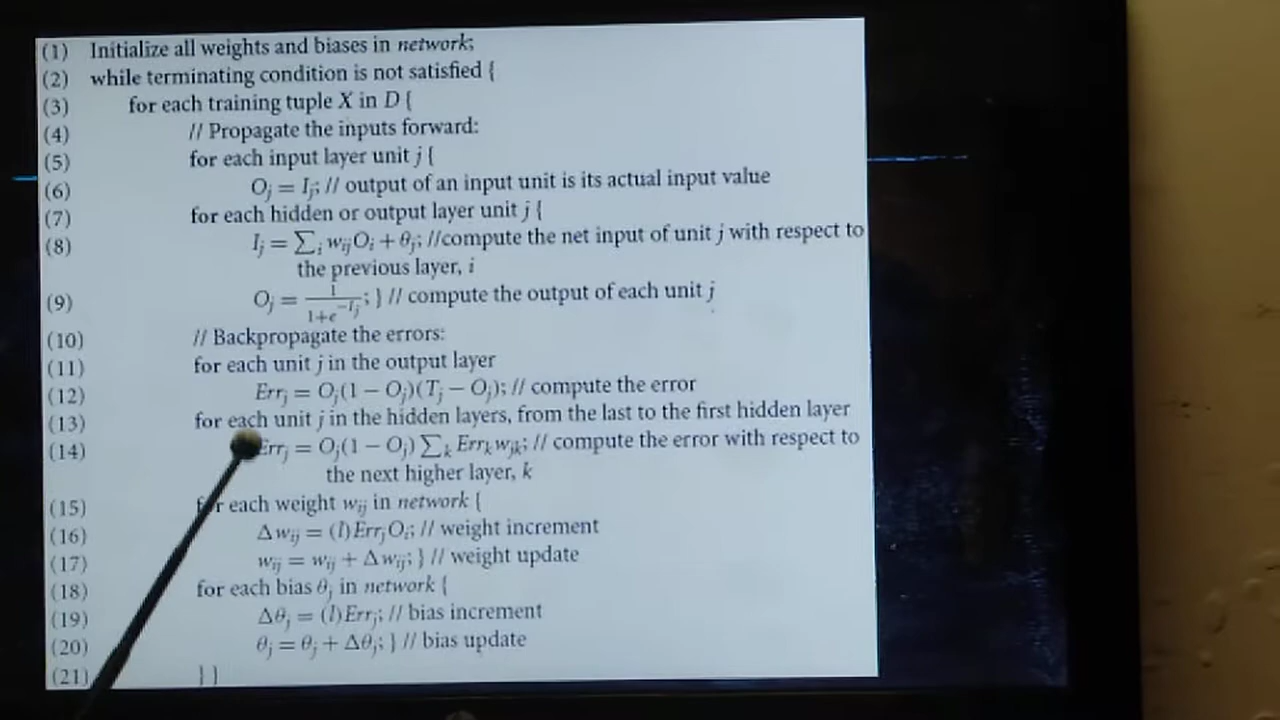 (1) Initialize all weights and biases in network;
(2) while terminating condition is not satisfied {
(3) for each training tuple X in D {
(4) // Propagate the inputs forward:
(5) for each input layer unit j {
(6) Oj = Ij; // output of an input unit is its actual input value
(7) for each hidden or output layer unit j {
(8) Ij = ∑i wijOi + θj; //compute the net input of unit j with respect to
the previous layer, i
(9) Oj = 1/(1+e^−Ij); } // compute the output of each unit j
(10) // Backpropagate the errors:
(11) for each unit j in the output layer
(12) Errj = Oj(1 − Oj)(Tj − Oj); // compute the error
(13) for each unit j in the hidden layers, from the last to the first hidden layer
(14) Errj = Oj(1 − Oj) ∑k Errkwjk; // compute the error with respect to
the next higher layer, k
(15) for each weight wij in network {
(16) Δwij = (l)ErrjOi; // weight increment
(17) wij = wij + Δwij; } // weight update
(18) for each bias θj in network {
(19) Δθj = (l)Errj; // bias increment
(20) θj = θj + Δθj; } // bias update
(21) } }